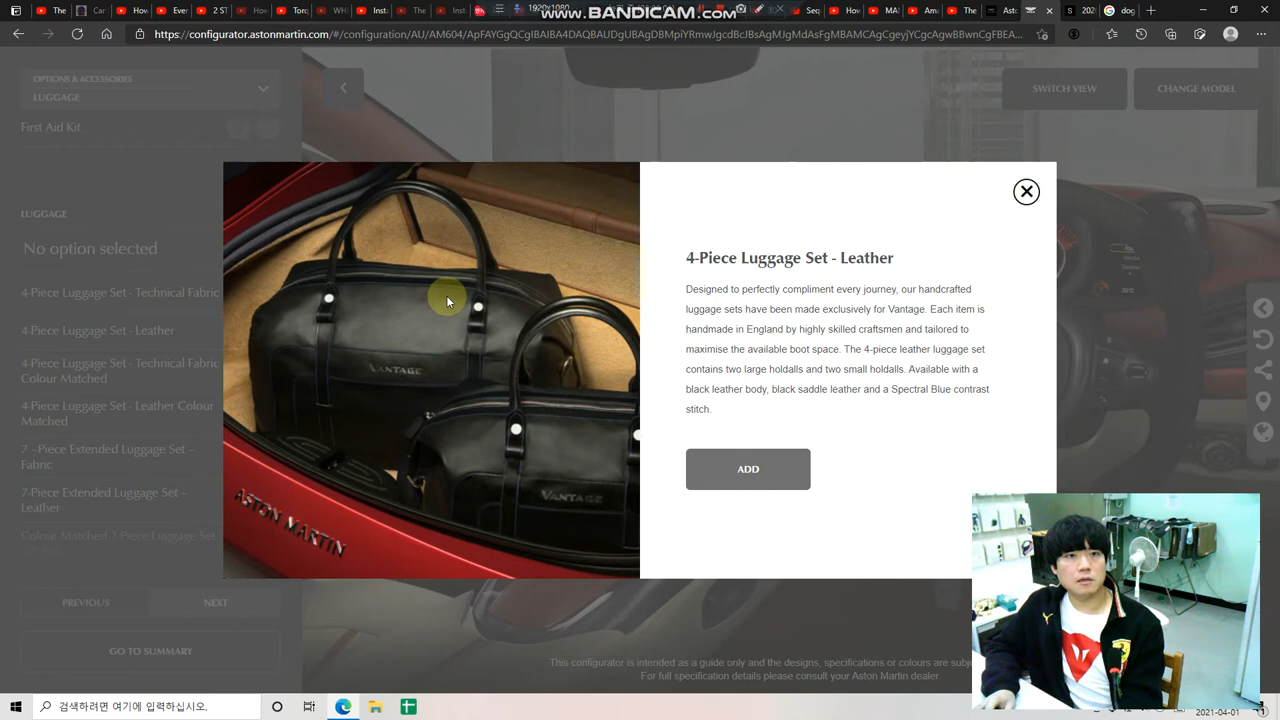 WWW.BANDICAM.COM
1920x1080
https://configurator.astonmartin.com/#/configuration/AU/AM604/
OPTIONS & ACCESSORIES
LUGGAGE
SWITCH VIEW
CHANGE MODEL
First Aid Kit
LUGGAGE
No option selected
4-Piece Luggage Set - Technical Fabric
4-Piece Luggage Set - Leather
4-Piece Luggage Set - Technical Fabric
Colour Matched
4-Piece Luggage Set - Leather Colour
Matched
7 –Piece Extended Luggage Set –
Fabric
7-Piece Extended Luggage Set –
Leather
Colour Matched 7-Piece Luggage Set
PREVIOUS
NEXT
GO TO SUMMARY
VANTAGE
VANTAGE
ASTON MARTIN
4-Piece Luggage Set - Leather
Designed to perfectly compliment every journey, our handcrafted
luggage sets have been made exclusively for Vantage. Each item is
handmade in England by highly skilled craftsmen and tailored to
maximise the available boot space. The 4-piece leather luggage set
contains two large holdalls and two small holdalls. Available with a
black leather body, black saddle leather and a Spectral Blue contrast
stitch.
ADD
This configurator is intended as a guide only and the designs, specifications or colours are
For full specification details please consult your Aston Martin dealer.
검색하려면 여기에 입력하십시오.
2021-04-01